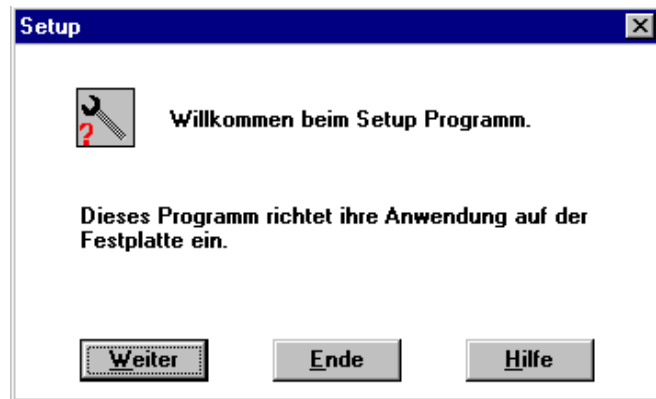 Setup
?
Willkommen beim Setup Programm.
Dieses Programm richtet ihre Anwendung auf der
Festplatte ein.
Weiter Ende Hilfe